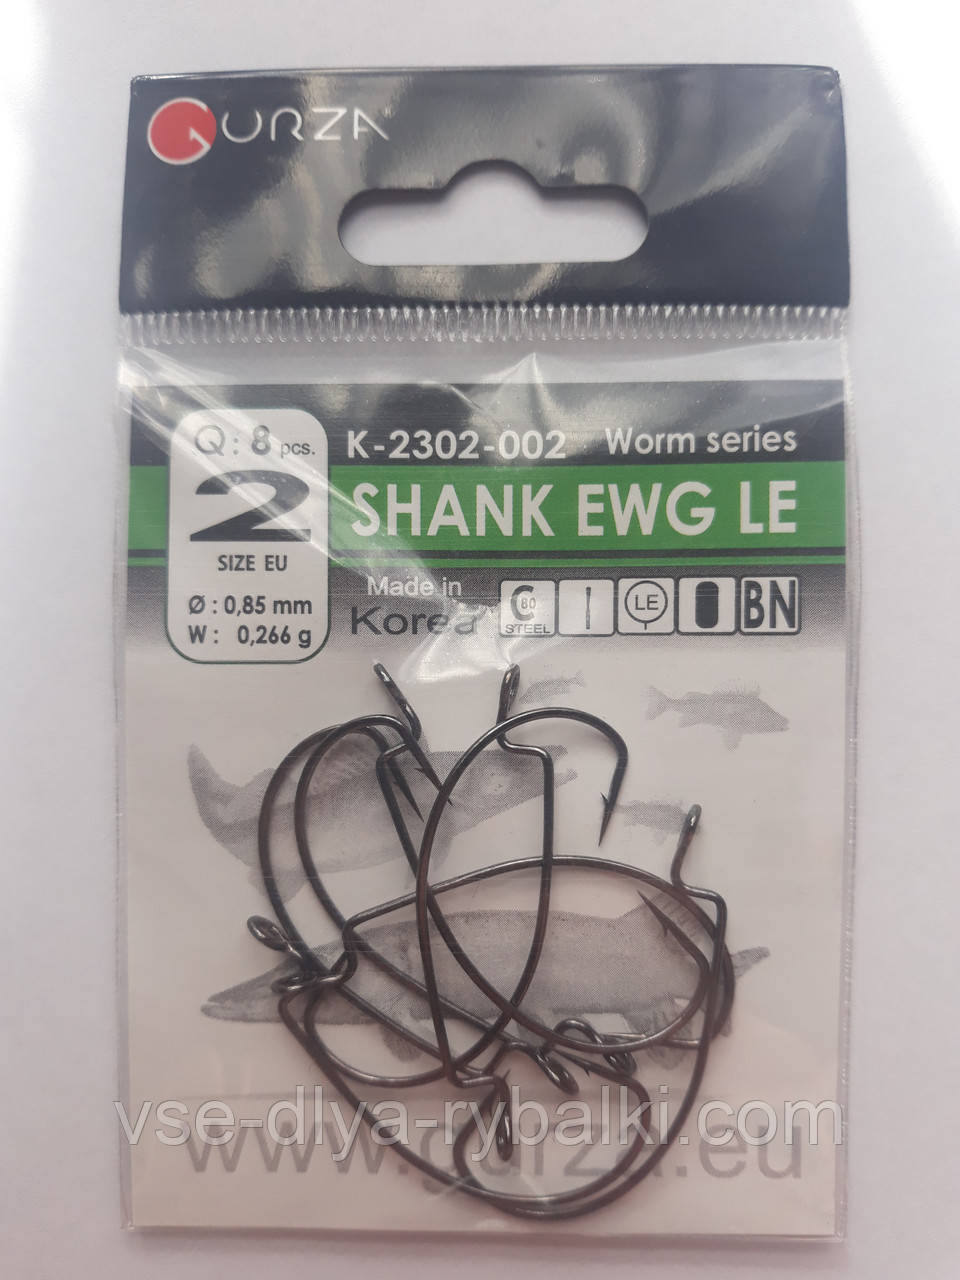 GURZA
Q: 8 pcs.
2
SIZE EU
Ø : 0,85 mm
W : 0,266 g
K-2302-002 Worm series
SHANK EWG LE
Made in
Korea
C 80
STEEL
LE
BN
vse-dlya-rybalki.com
www.gurza.eu